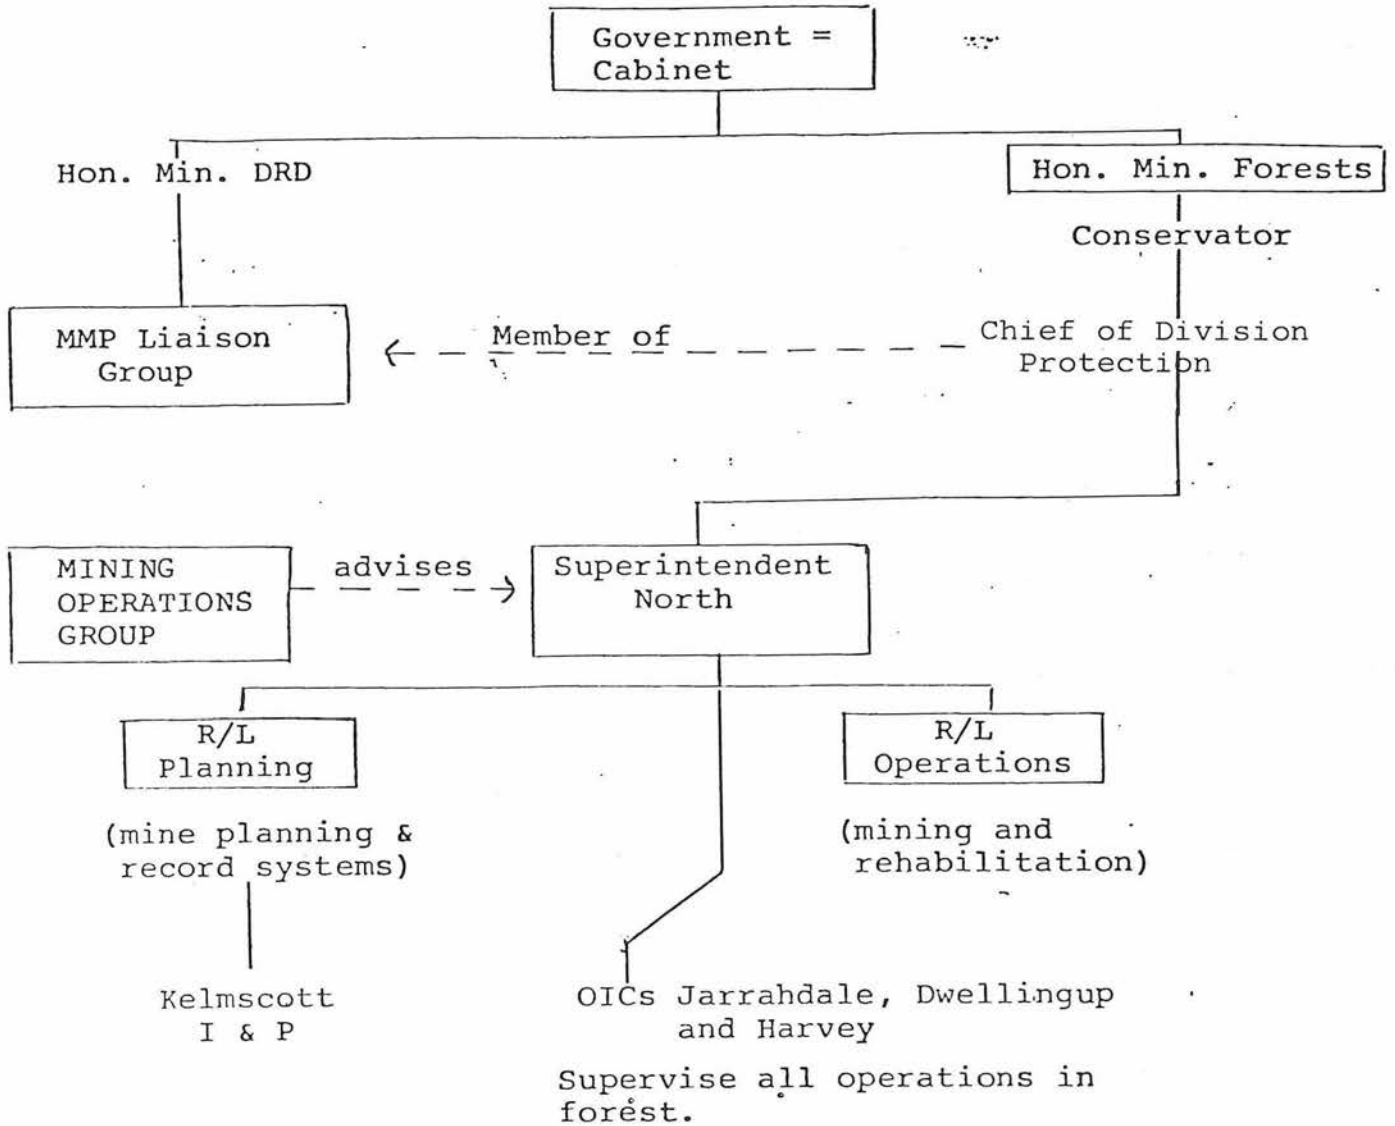 Government =
Cabinet
Hon. Min. DRD
Hon. Min. Forests
Conservator
MMP Liaison
Group
Member of
Chief of Division
Protection
MINING
OPERATIONS
GROUP
advises
Superintendent
North
R/L
Planning
R/L
Operations
(mine planning &
record systems)
(mining and
rehabilitation)
Kelmscott
I & P
OICs Jarrahdale, Dwellingup
and Harvey
Supervise all operations in
forest.